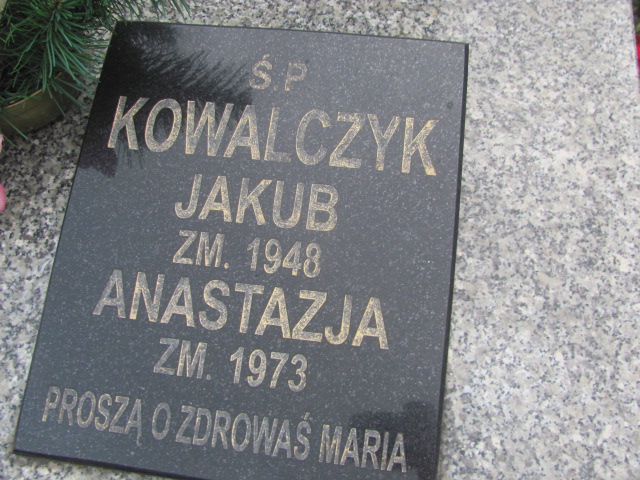 Ś.P
KOWALCZYK
JAKUB
ZM. 1948
ANASTAZJA
ZM. 1973
PROSZĄ O ZDROWAŚ MARIA